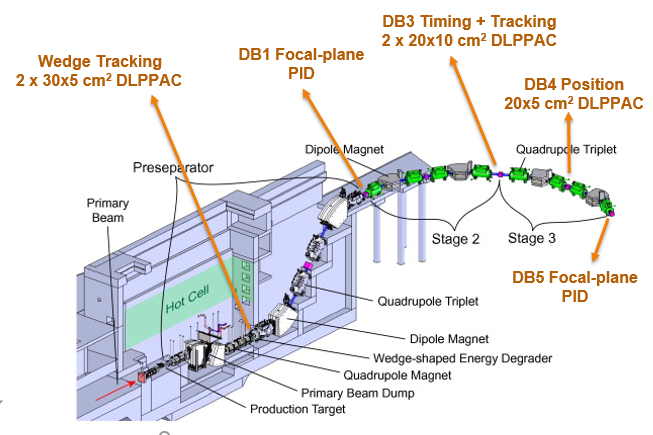 DB3 Timing + Tracking
2 x 20x10 cm² DLPPAC
Wedge Tracking
2 x 30x5 cm² DLPPAC
DB1 Focal-plane
PID
DB4 Position
20x5 cm² DLPPAC
Dipole Magnet
Quadrupole Triplet
Preseparator
Primary
Beam
Stage 2
Stage 3
DB5 Focal-plane
PID
Hot Cell
Quadrupole Triplet
Dipole Magnet
Wedge-shaped Energy Degrader
Quadrupole Magnet
Primary Beam Dump
Production Target